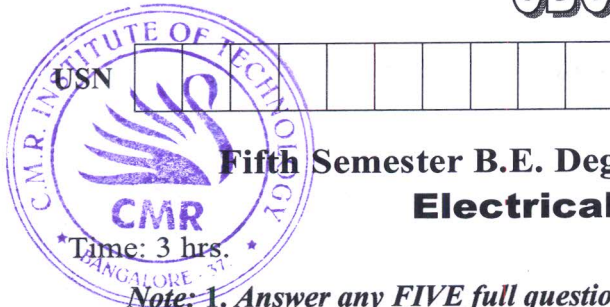 USN
C.M.R. INSTITUTE OF TECHNOLOGY
CMR
BANGALORE - 37.
Fifth Semester B.E. Deg
Electrical
Time: 3 hrs.
Note: 1. Answer any FIVE full questio